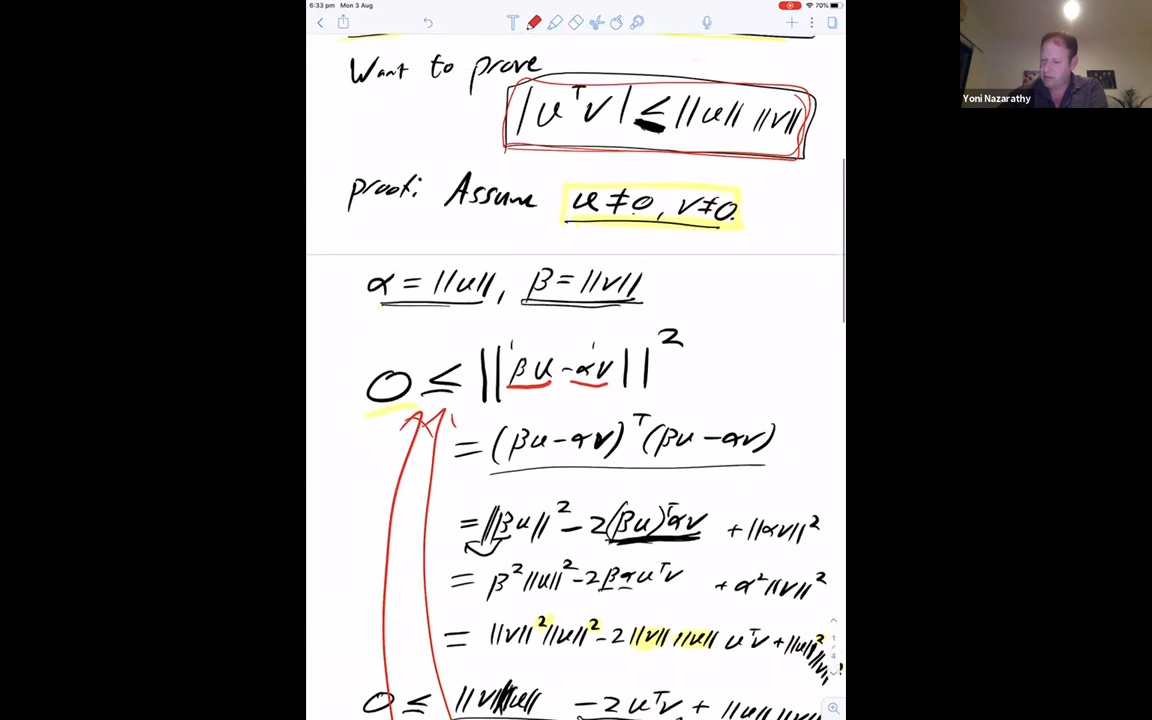 6:33 pm Mon 3 Aug
70%
Yoni Nazarathy
Want to prove
|uᵀv| ≤ ||u|| ||v||
proof: Assume u ≠ 0, v ≠ 0.
α = ||u||, β = ||v||
0 ≤ ||βu - αv||²
= (βu - αv)ᵀ(βu - αv)
= ||βu||² - 2(βu)ᵀαv + ||αv||²
= β²||u||² - 2βαuᵀv + α²||v||²
= ||v||²||u||² - 2||v|| ||u|| uᵀv + ||u||²
0 ≤ ||v|| ||u|| - 2uᵀv + ||u|| ||v||